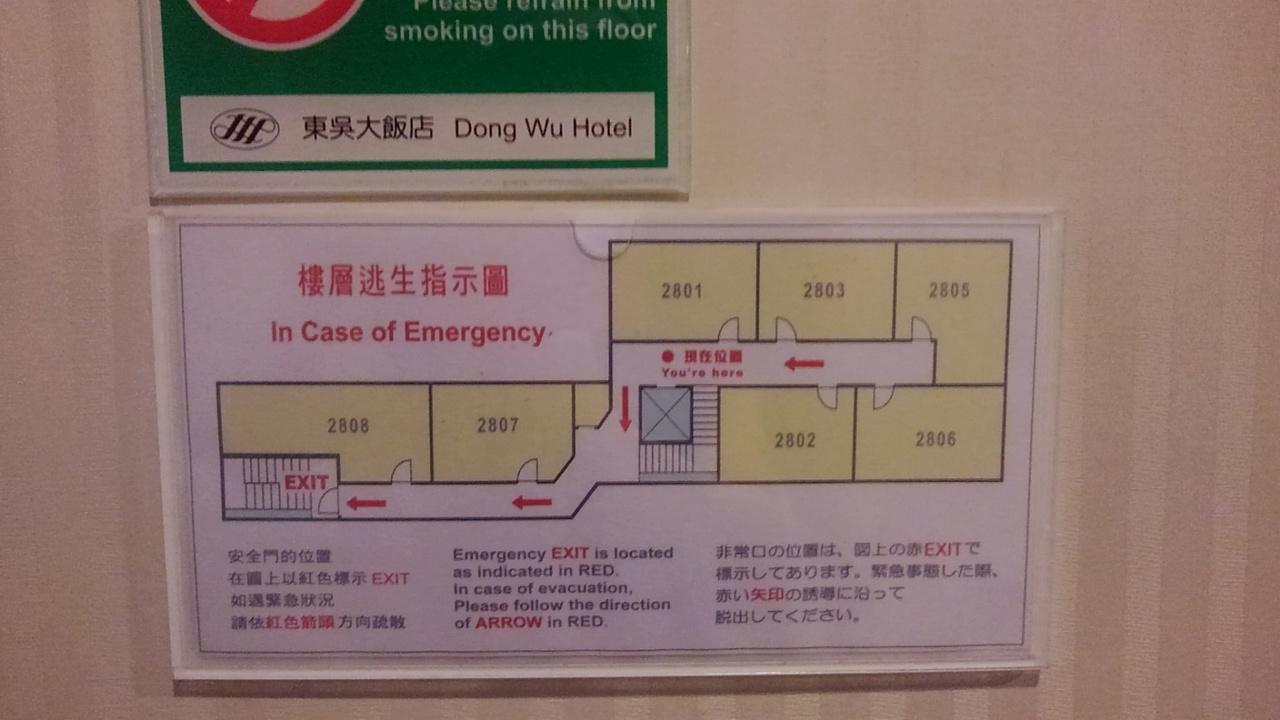 Please refrain from
smoking on this floor
東吳大飯店 Dong Wu Hotel
樓層逃生指示圖
In Case of Emergency
2801
2803
2805
現在位置
You're here
2808
2807
2802
2806
EXIT
安全門的位置
在圖上以紅色標示 EXIT
如遇緊急狀況
請依紅色箭頭方向疏散
Emergency EXIT is located
as indicated in RED.
In case of evacuation,
Please follow the direction
of ARROW in RED.
非常口の位置は、図上の赤EXITで
標示してあります。緊急事態した際、
赤い矢印の誘導に沿って
脱出してください。